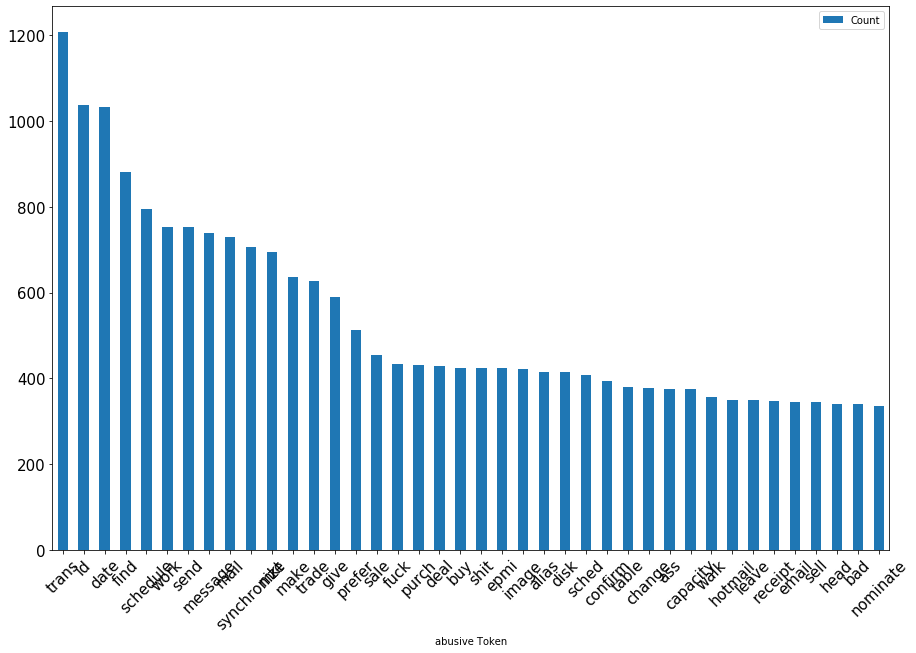 Count
1200
1000
800
600
400
200
0
trans
id
date
find
schedule
work
send
message
mail
synchronize
make
trade
give
prefer
sale
fuck
purch
deal
buy
shit
epmi
image
alias
disk
sched
confirm
table
change
ass
capacity
walk
hotmail
leave
receipt
email
sell
head
bad
nominate
abusive Token